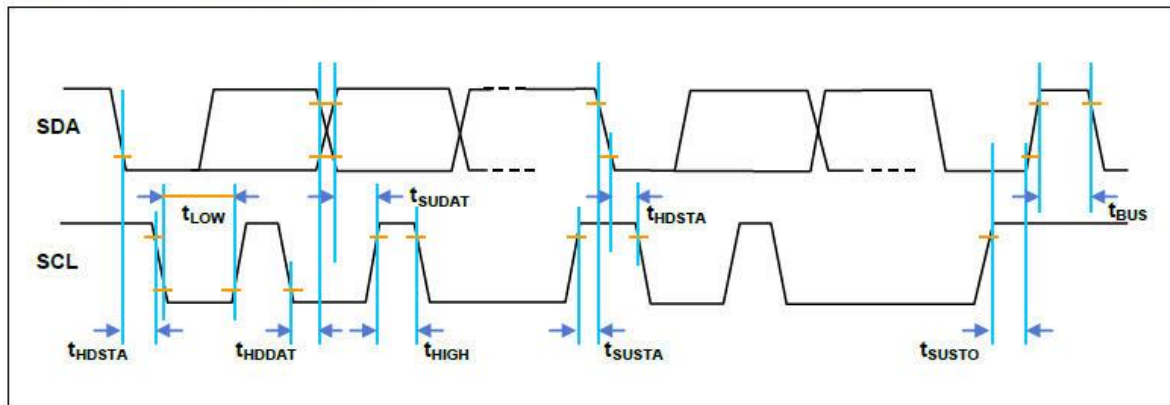 SDA
tSUDAT
tLOW
tHDSTA
tBUS
SCL
tHDSTA
tHDDAT
tHIGH
tSUSTA
tSUSTO